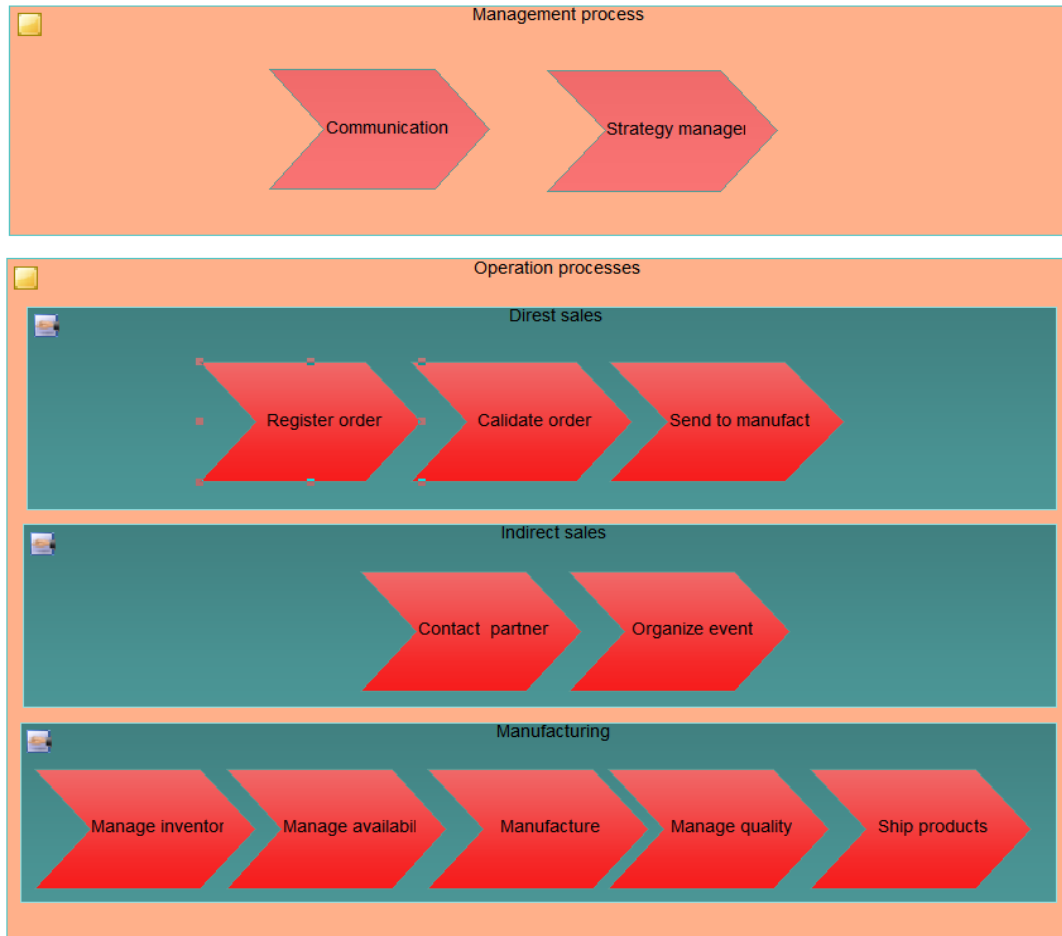 Management process
Communication
Strategy manager
Operation processes
Direst sales
Register order
Calidate order
Send to manufact
Indirect sales
Contact  partner
Organize event
Manufacturing
Manage inventor
Manage availabil
Manufacture
Manage quality
Ship products